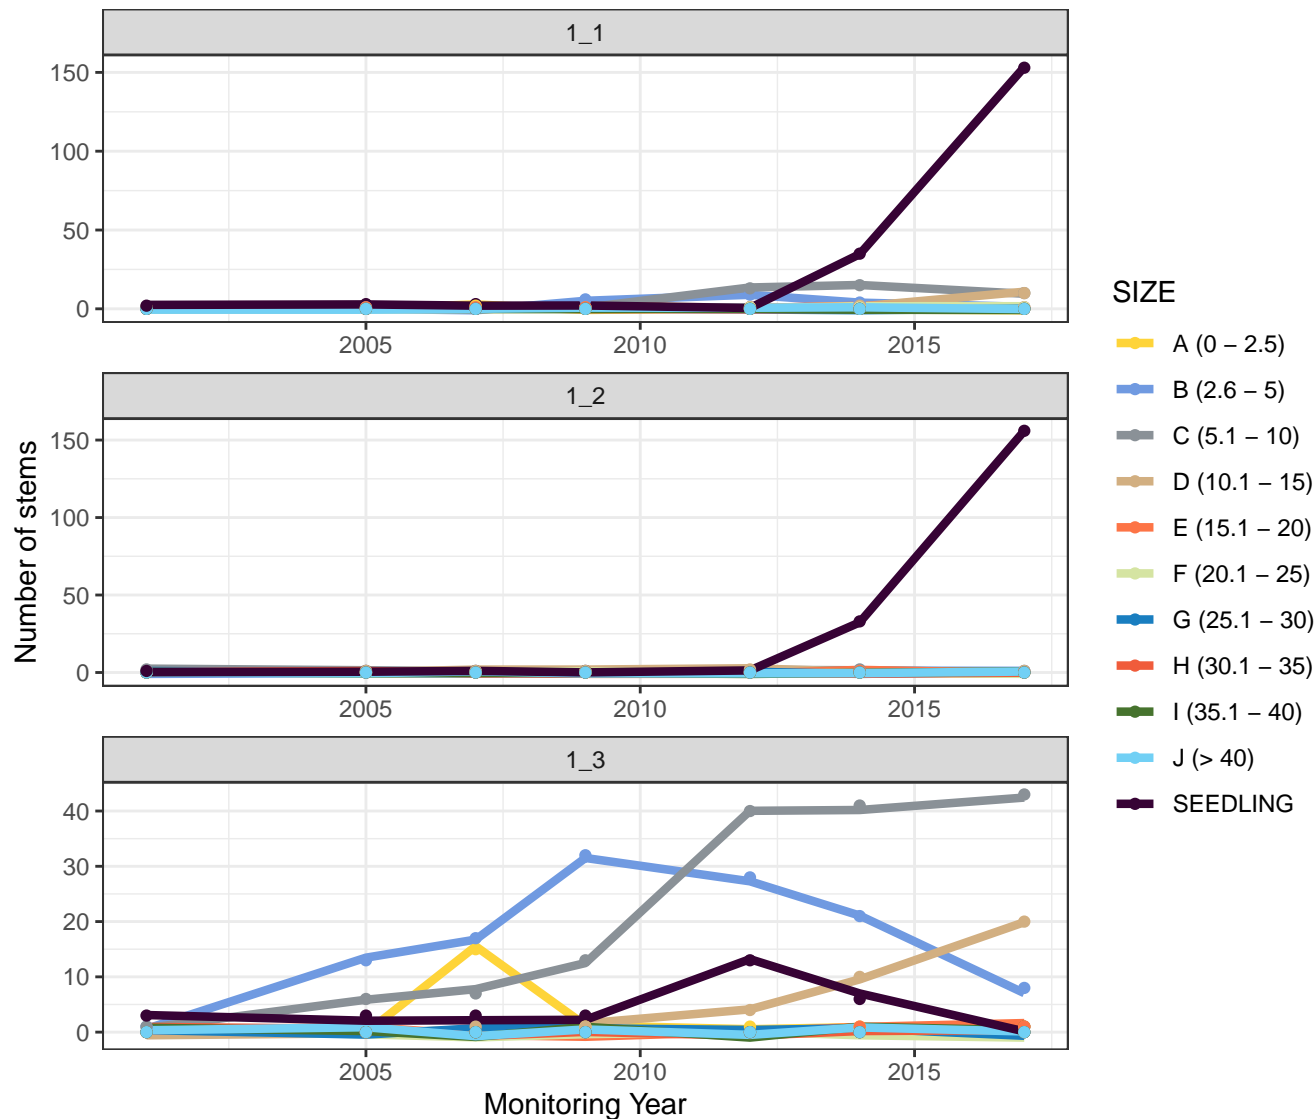 1_1
150
100
50
0
2005 2010 2015
1_2
150
100
50
0
2005 2010 2015
1_3
40
30
20
10
0
2005 2010 2015
Monitoring Year
Number of stems
SIZE
A (0 − 2.5)
B (2.6 − 5)
C (5.1 − 10)
D (10.1 − 15)
E (15.1 − 20)
F (20.1 − 25)
G (25.1 − 30)
H (30.1 − 35)
I (35.1 − 40)
J (> 40)
SEEDLING